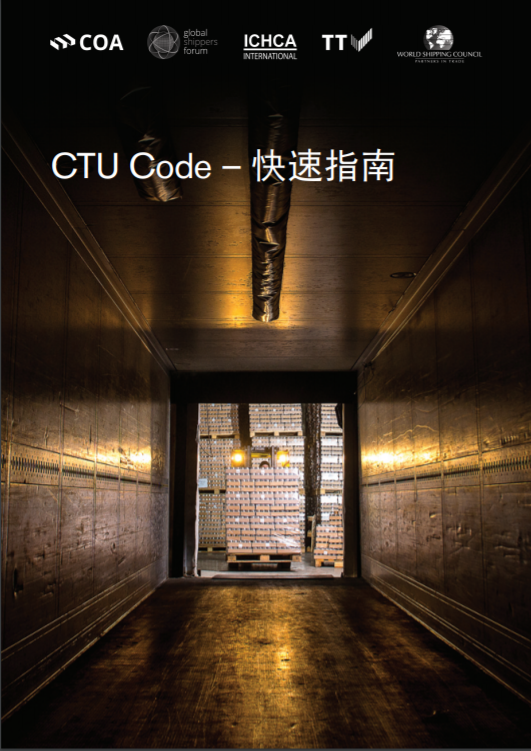 COA
global
shippers
forum
ICHCA
INTERNATIONAL
TT
WORLD SHIPPING COUNCIL
PARTNERS IN TRADE
CTU Code – 快速指南